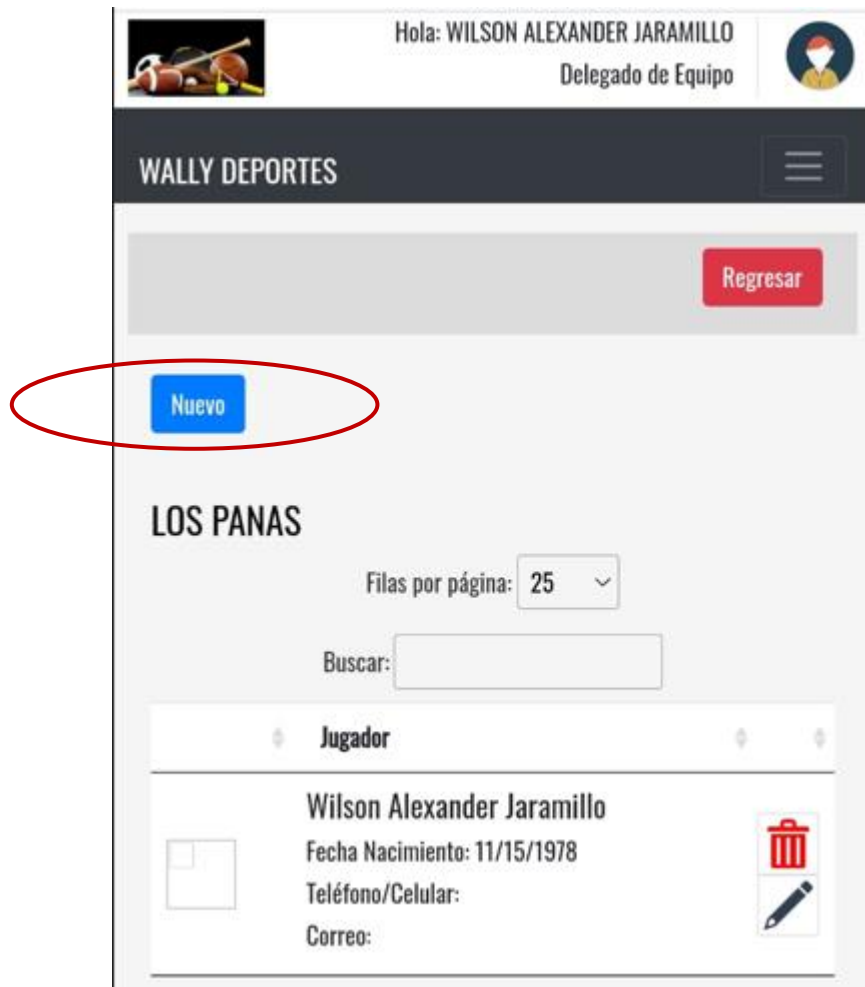 Hola: WILSON ALEXANDER JARAMILLO
Delegado de Equipo
WALLY DEPORTES
Regresar
Nuevo
LOS PANAS
Filas por página: 25
Buscar:
Jugador
Wilson Alexander Jaramillo
Fecha Nacimiento: 11/15/1978
Teléfono/Celular:
Correo: